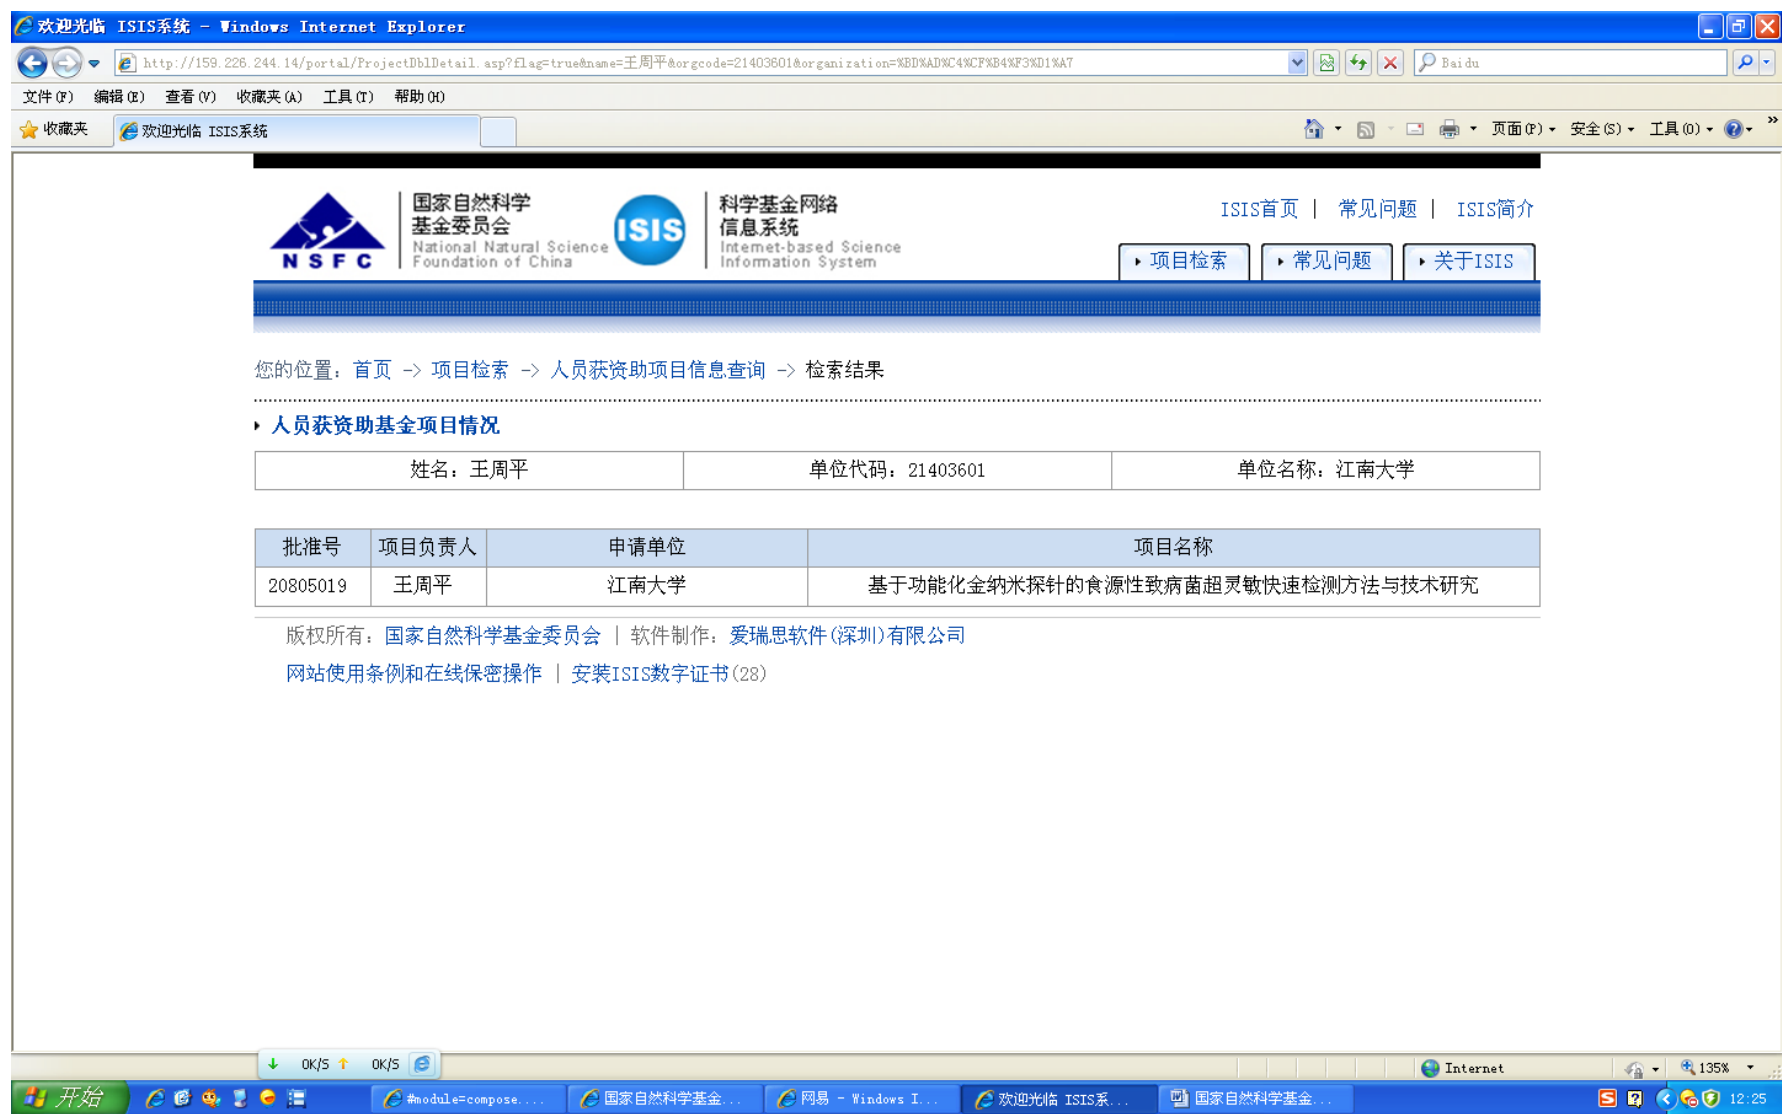 欢迎光临 ISIS系统 - Windows Internet Explorer
http://159.226.244.14/portal/ProjectDblDetail.asp?flag=true&name=王周平&orgcode=21403601&organization=%BD%AD%C4%CF%B4%F3%D1%A7
Baidu
文件(F) 编辑(E) 查看(V) 收藏夹(A) 工具(T) 帮助(H)
收藏夹 欢迎光临 ISIS系统 页面(P) 安全(S) 工具(O)
国家自然科学
基金委员会
National Natural Science
Foundation of China
NSFC
ISIS
科学基金网络
信息系统
Internet-based Science
Information System
ISIS首页 | 常见问题 | ISIS简介
项目检索 常见问题 关于ISIS
您的位置：首页 -> 项目检索 -> 人员获资助项目信息查询 -> 检索结果
人员获资助基金项目情况
姓名：王周平 单位代码：21403601 单位名称：江南大学
批准号 项目负责人 申请单位 项目名称
20805019 王周平 江南大学 基于功能化金纳米探针的食源性致病菌超灵敏快速检测方法与技术研究
版权所有：国家自然科学基金委员会 | 软件制作：爱瑞思软件(深圳)有限公司
网站使用条例和在线保密操作 | 安装ISIS数字证书(28)
0K/S 0K/S Internet 135%
开始 #module=compose.... 国家自然科学基金... 网易 - Windows I... 欢迎光临 ISIS系... 国家自然科学基金... 12:25